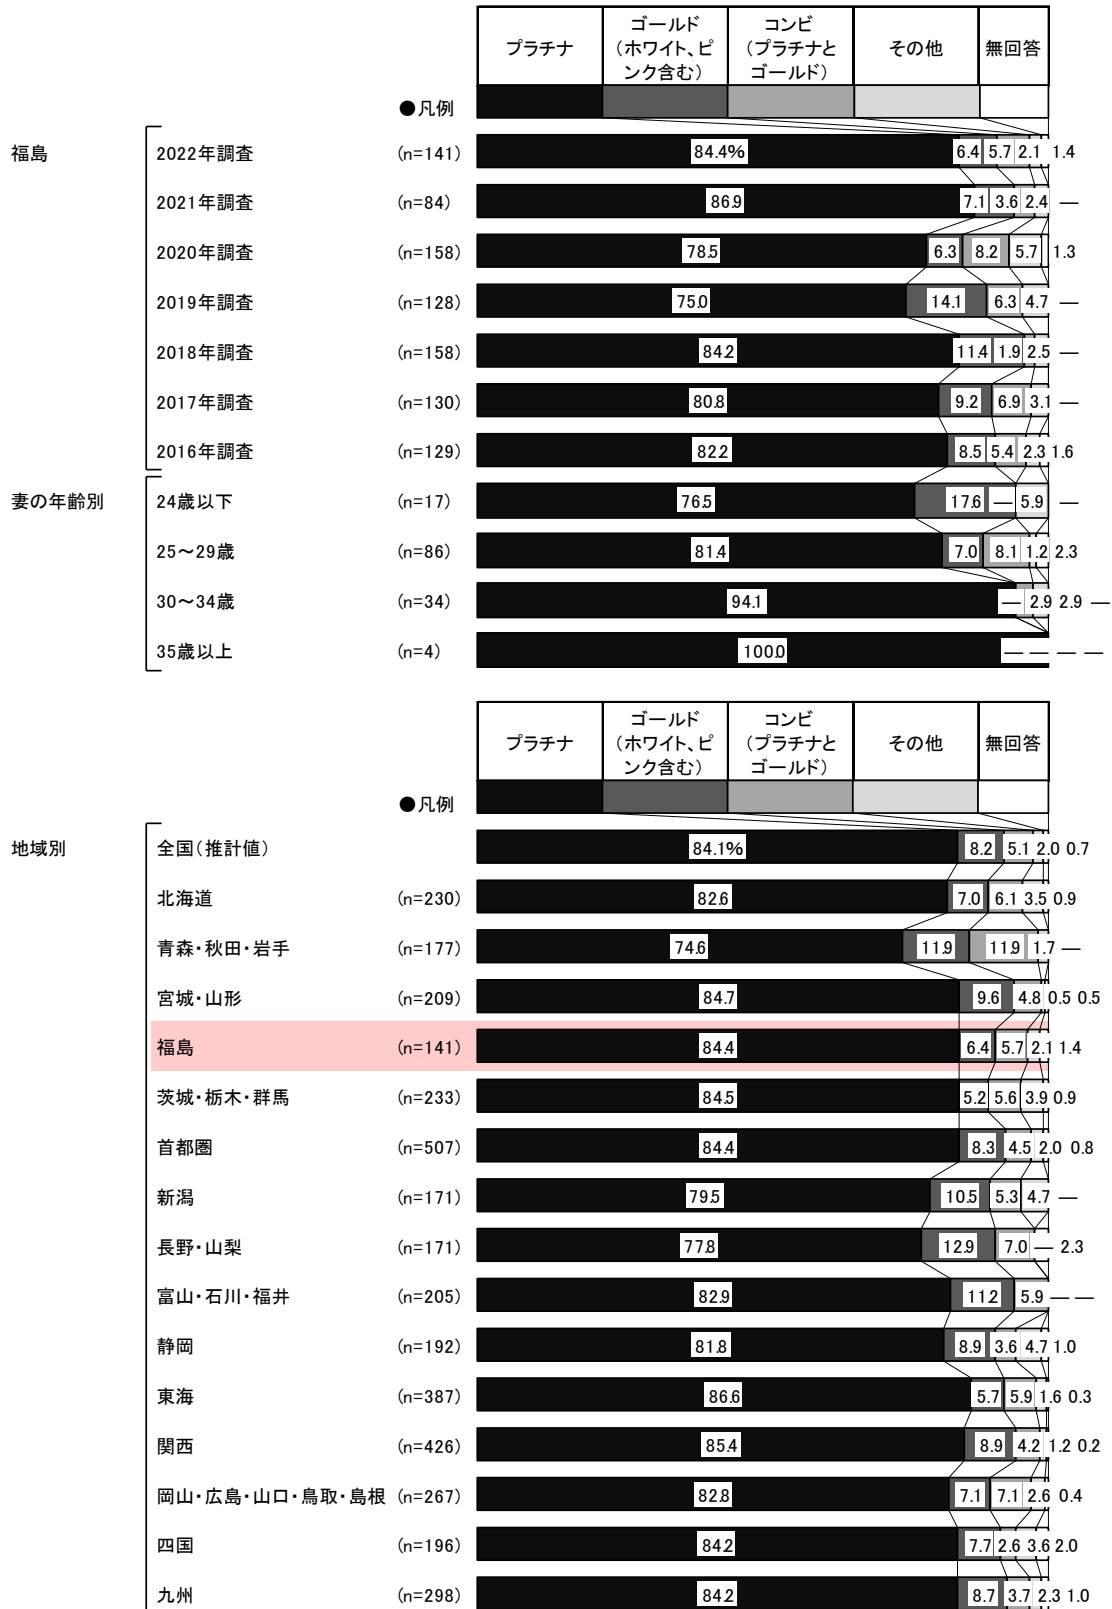 プラチナ ゴールド(ホワイト、ピンク含む) コンビ(プラチナとゴールド) その他 無回答
●凡例
福島 2022年調査 (n=141) 84.4% 6.4 5.7 2.1 1.4
2021年調査 (n=84) 86.9 7.1 3.6 2.4 —
2020年調査 (n=158) 78.5 6.3 8.2 5.7 1.3
2019年調査 (n=128) 75.0 14.1 6.3 4.7 —
2018年調査 (n=158) 84.2 11.4 1.9 2.5 —
2017年調査 (n=130) 80.8 9.2 6.9 3.1 —
2016年調査 (n=129) 82.2 8.5 5.4 2.3 1.6
妻の年齢別 24歳以下 (n=17) 76.5 17.6 — 5.9 —
25～29歳 (n=86) 81.4 7.0 8.1 1.2 2.3
30～34歳 (n=34) 94.1 — 2.9 2.9 —
35歳以上 (n=4) 100.0 — — — —
プラチナ ゴールド(ホワイト、ピンク含む) コンビ(プラチナとゴールド) その他 無回答
●凡例
地域別 全国(推計値) 84.1% 8.2 5.1 2.0 0.7
北海道 (n=230) 82.6 7.0 6.1 3.5 0.9
青森・秋田・岩手 (n=177) 74.6 11.9 11.9 1.7 —
宮城・山形 (n=209) 84.7 9.6 4.8 0.5 0.5
福島 (n=141) 84.4 6.4 5.7 2.1 1.4
茨城・栃木・群馬 (n=233) 84.5 5.2 5.6 3.9 0.9
首都圏 (n=507) 84.4 8.3 4.5 2.0 0.8
新潟 (n=171) 79.5 10.5 5.3 4.7 —
長野・山梨 (n=171) 77.8 12.9 7.0 — 2.3
富山・石川・福井 (n=205) 82.9 11.2 5.9 — —
静岡 (n=192) 81.8 8.9 3.6 4.7 1.0
東海 (n=387) 86.6 5.7 5.9 1.6 0.3
関西 (n=426) 85.4 8.9 4.2 1.2 0.2
岡山・広島・山口・鳥取・島根 (n=267) 82.8 7.1 7.1 2.6 0.4
四国 (n=196) 84.2 7.7 2.6 3.6 2.0
九州 (n=298) 84.2 8.7 3.7 2.3 1.0